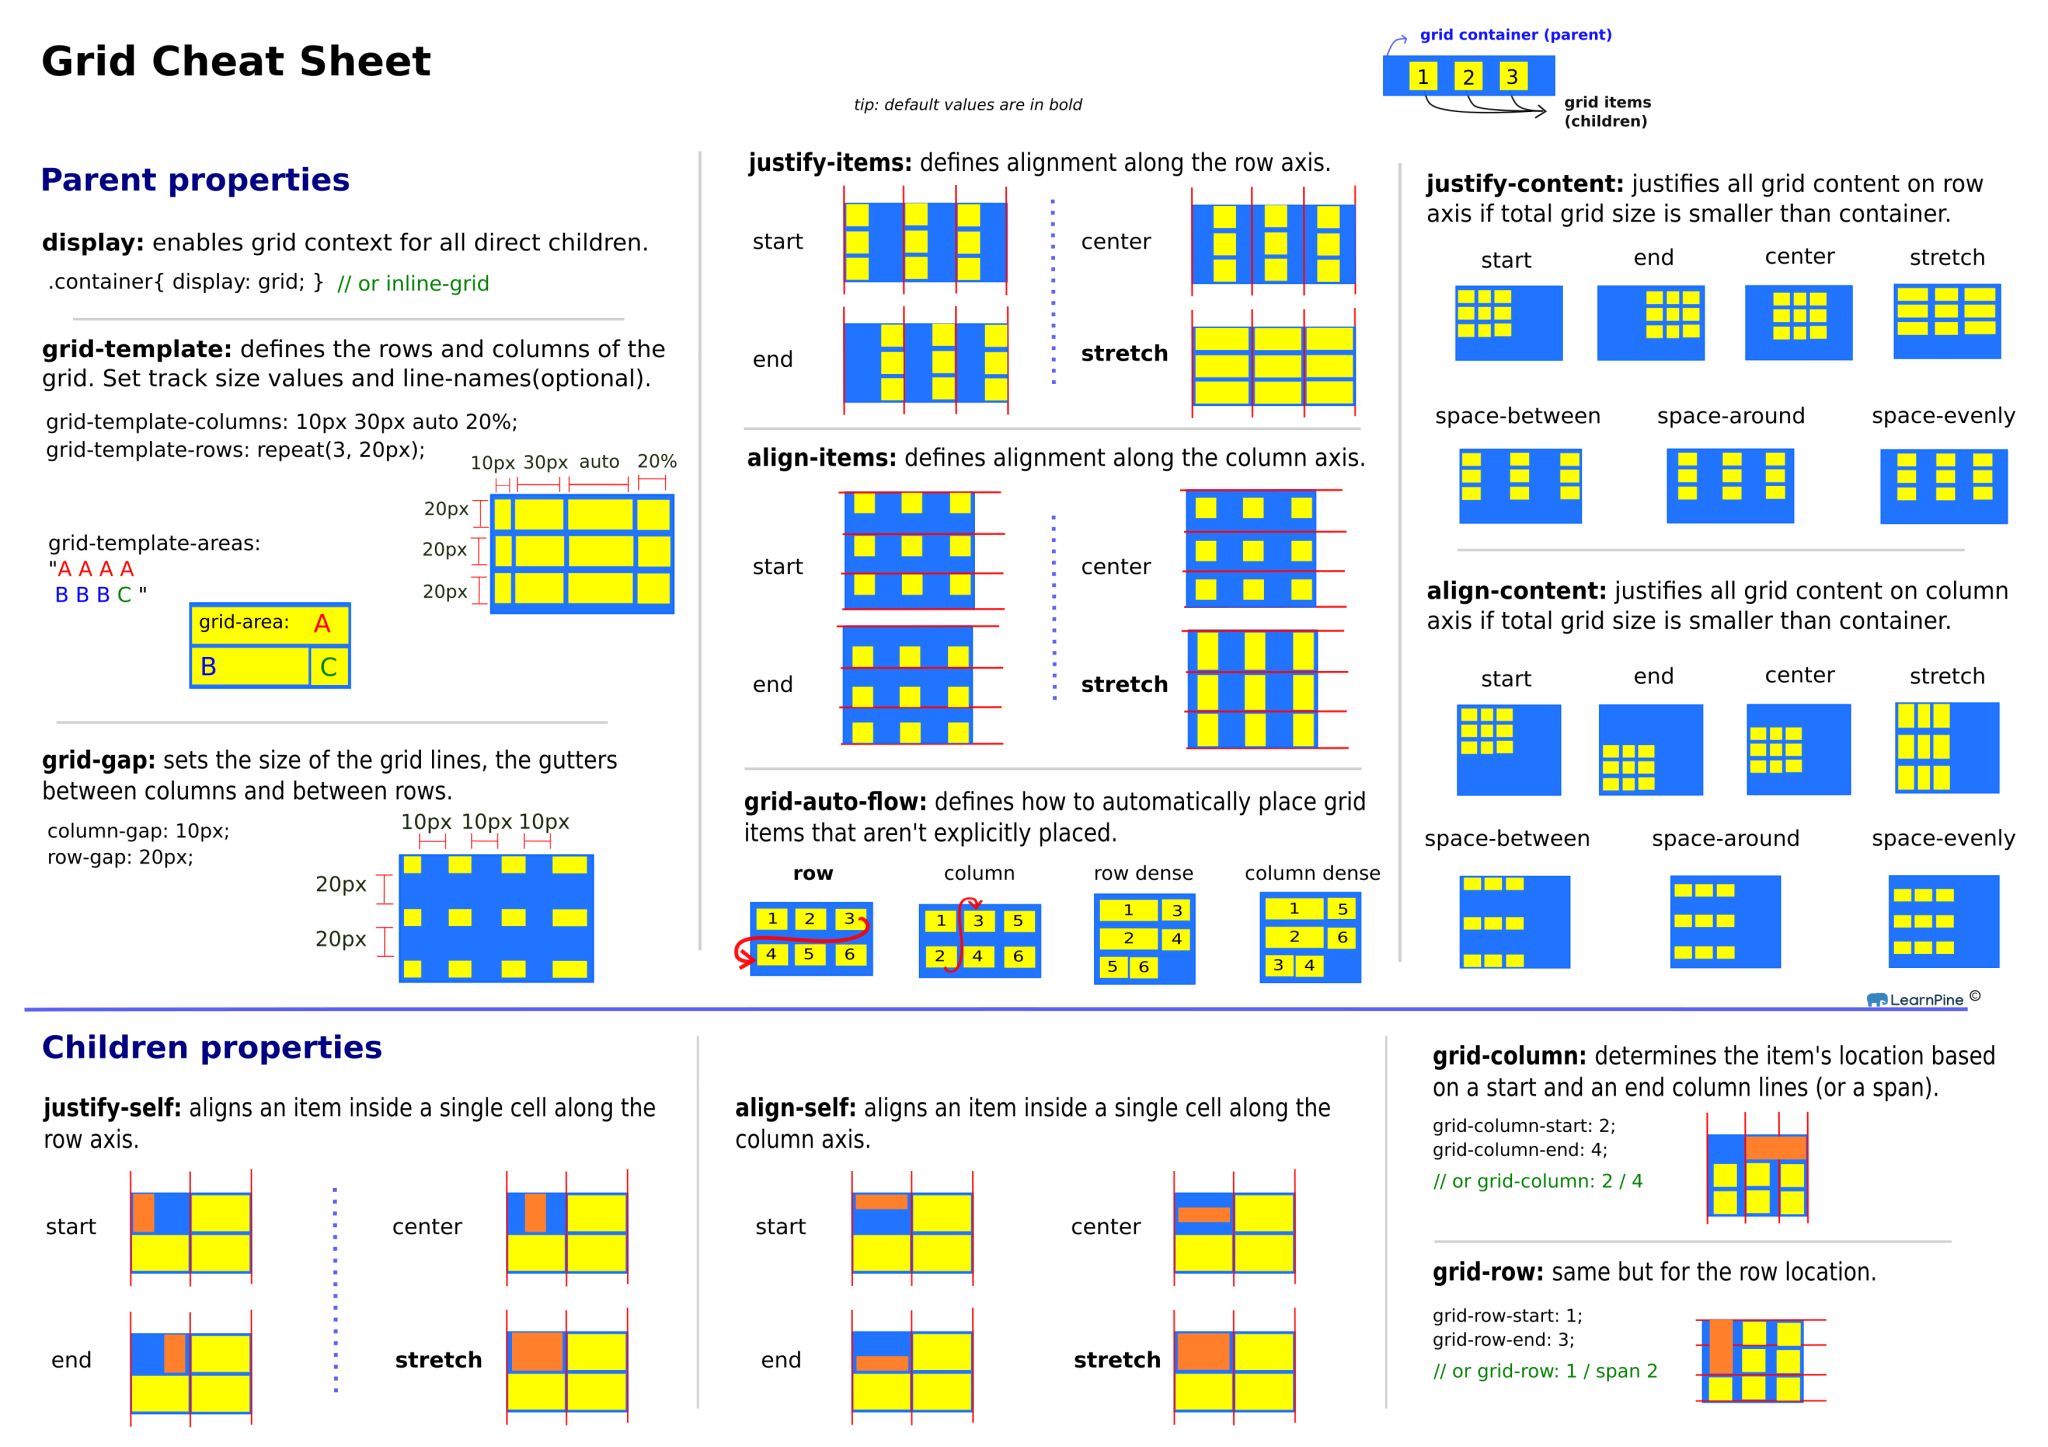 Grid Cheat Sheet
tip: default values are in bold
grid container (parent)
1 2 3
grid items
(children)
Parent properties
display: enables grid context for all direct children.
.container{ display: grid; } // or inline-grid
grid-template: defines the rows and columns of the
grid. Set track size values and line-names(optional).
grid-template-columns: 10px 30px auto 20%;
grid-template-rows: repeat(3, 20px);
10px 30px auto 20%
20px
20px
20px
grid-template-areas:
"A A A A
B B B C "
grid-area: A
B C
grid-gap: sets the size of the grid lines, the gutters
between columns and between rows.
column-gap: 10px;
row-gap: 20px;
10px 10px 10px
20px
20px
justify-items: defines alignment along the row axis.
start
center
end
stretch
align-items: defines alignment along the column axis.
start
center
end
stretch
grid-auto-flow: defines how to automatically place grid
items that aren't explicitly placed.
row column row dense column dense
1 2 3
4 5 6
1 3 5
2 4 6
1 3
2 4
5 6
1 5
2 6
3 4
justify-content: justifies all grid content on row
axis if total grid size is smaller than container.
start end center stretch
space-between space-around space-evenly
align-content: justifies all grid content on column
axis if total grid size is smaller than container.
start end center stretch
space-between space-around space-evenly
LearnPine ©
Children properties
justify-self: aligns an item inside a single cell along the
row axis.
start
center
end
stretch
align-self: aligns an item inside a single cell along the
column axis.
start
center
end
stretch
grid-column: determines the item's location based
on a start and an end column lines (or a span).
grid-column-start: 2;
grid-column-end: 4;
// or grid-column: 2 / 4
grid-row: same but for the row location.
grid-row-start: 1;
grid-row-end: 3;
// or grid-row: 1 / span 2